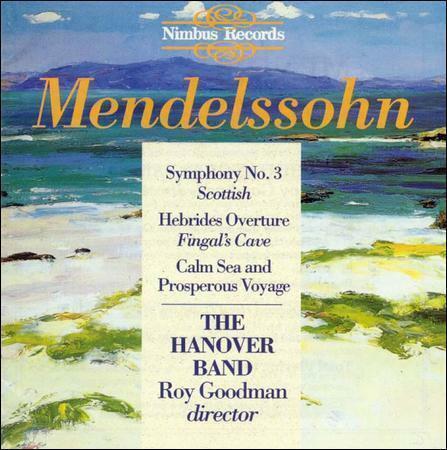 Nimbus Records
Mendelssohn
Symphony No. 3
Scottish
Hebrides Overture
Fingal's Cave
Calm Sea and
Prosperous Voyage
THE
HANOVER
BAND
Roy Goodman
director